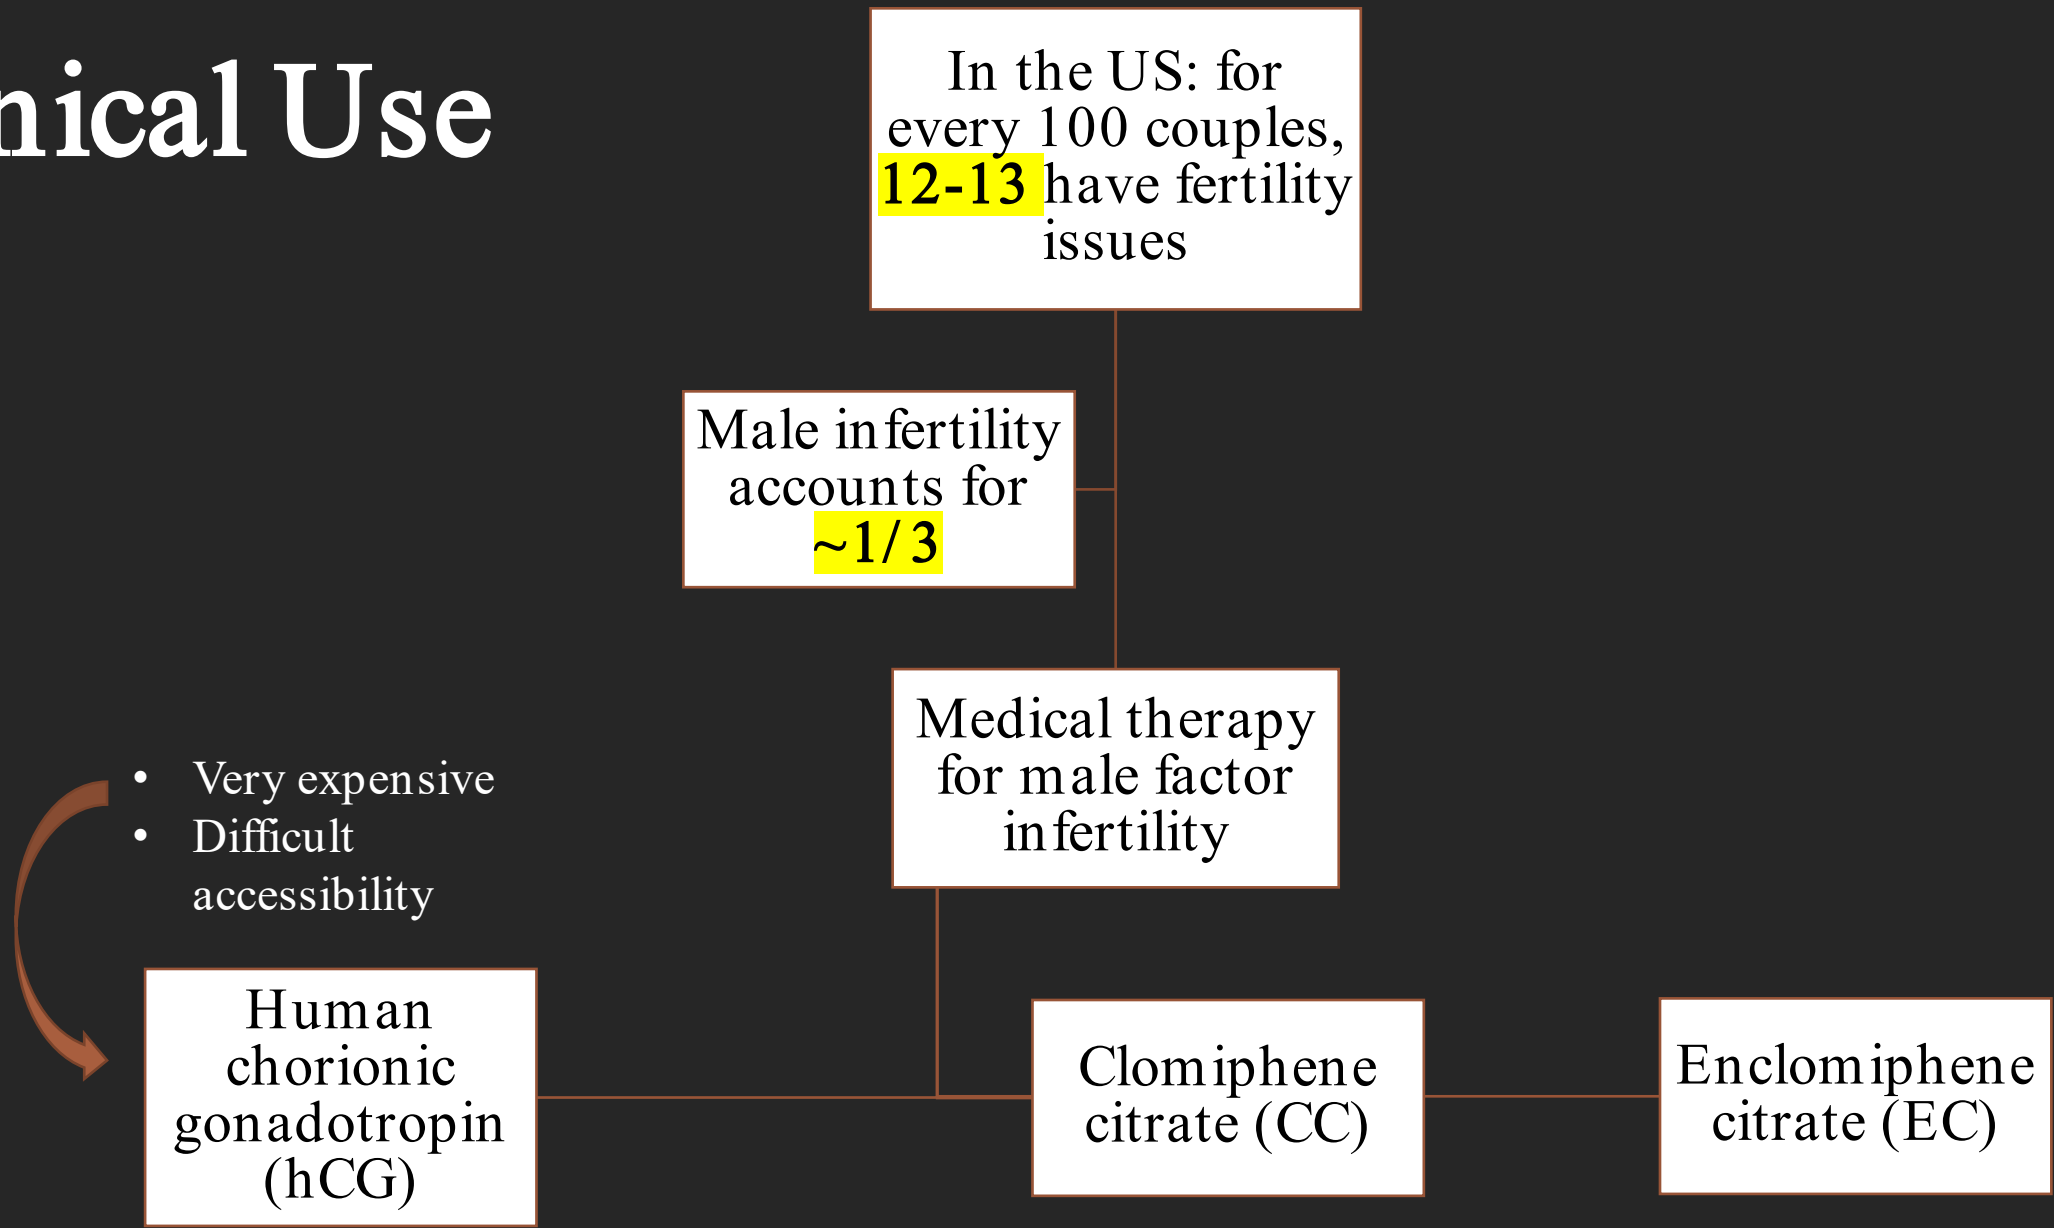 nical Use
In the US: for
every 100 couples,
12-13 have fertility
issues
Male infertility
accounts for
~1/3
Medical therapy
for male factor
infertility
• Very expensive
• Difficult
accessibility
Human
chorionic
gonadotropin
(hCG)
Clomiphene
citrate (CC)
Enclomiphene
citrate (EC)